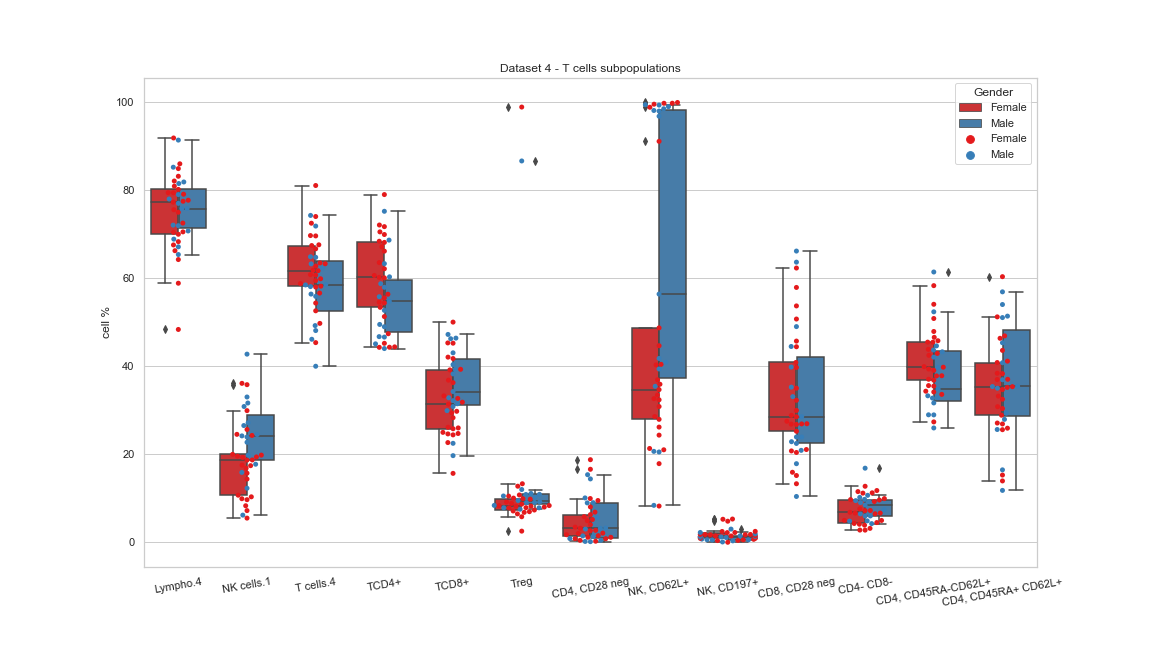 Dataset 4 - T cells subpopulations
Gender
Female
Male
Female
Male
cell %
100
80
60
40
20
0
Lympho.4
NK cells.1
T cells.4
TCD4+
TCD8+
Treg
CD4, CD28 neg
NK, CD62L+
NK, CD197+
CD8, CD28 neg
CD4- CD8-
CD4, CD45RA-CD62L+
CD4, CD45RA+ CD62L+